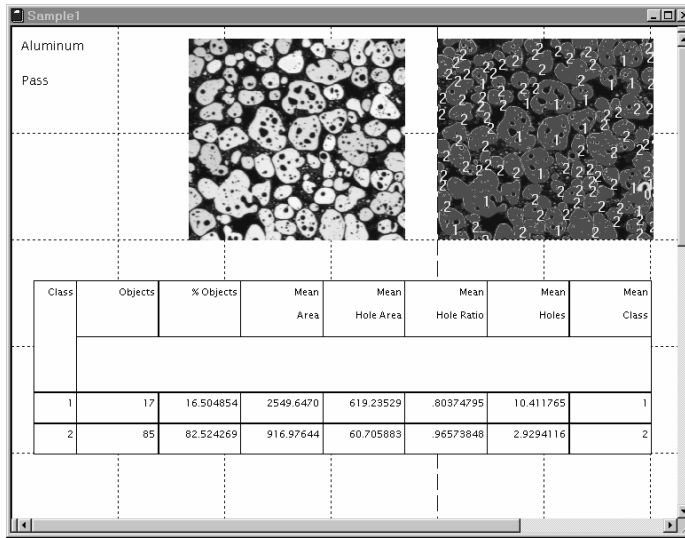 Sample1
Aluminum
Pass
Class Objects % Objects Mean Area Mean Hole Area Mean Hole Ratio Mean Holes Mean Class
1 17 16.504854 2549.6470 619.23529 .80374795 10.411765 1
2 85 82.524269 916.97644 60.705883 .96573848 2.9294116 2